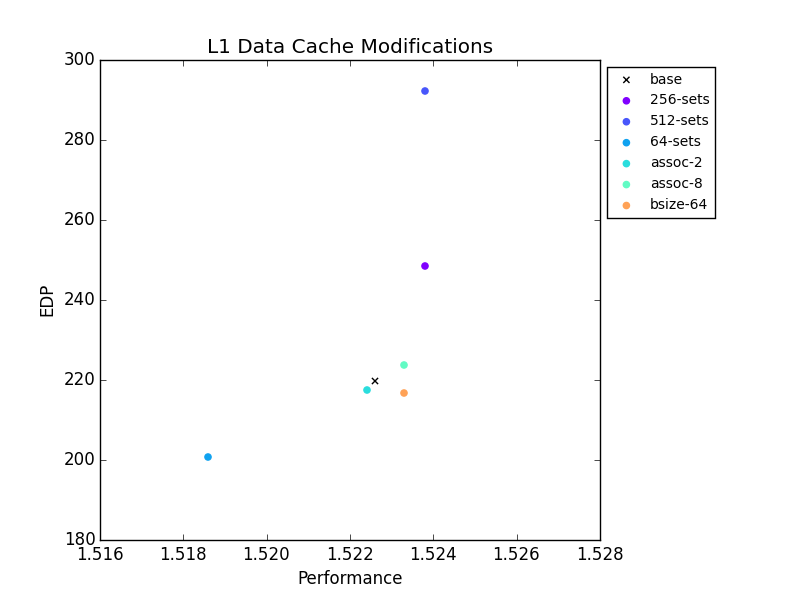 L1 Data Cache Modifications
300
280
260
240
220
200
180
EDP
1.516 1.518 1.520 1.522 1.524 1.526 1.528
Performance
base
256-sets
512-sets
64-sets
assoc-2
assoc-8
bsize-64